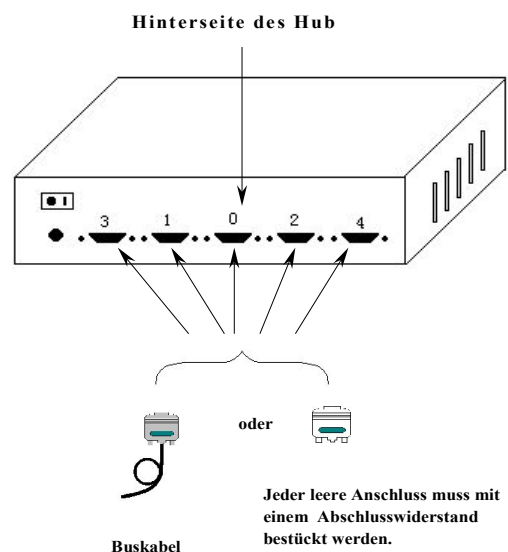 Hinterseite des Hub
3 1 0 2 4
oder
Jeder leere Anschluss muss mit
einem Abschlusswiderstand
bestückt werden.
Buskabel